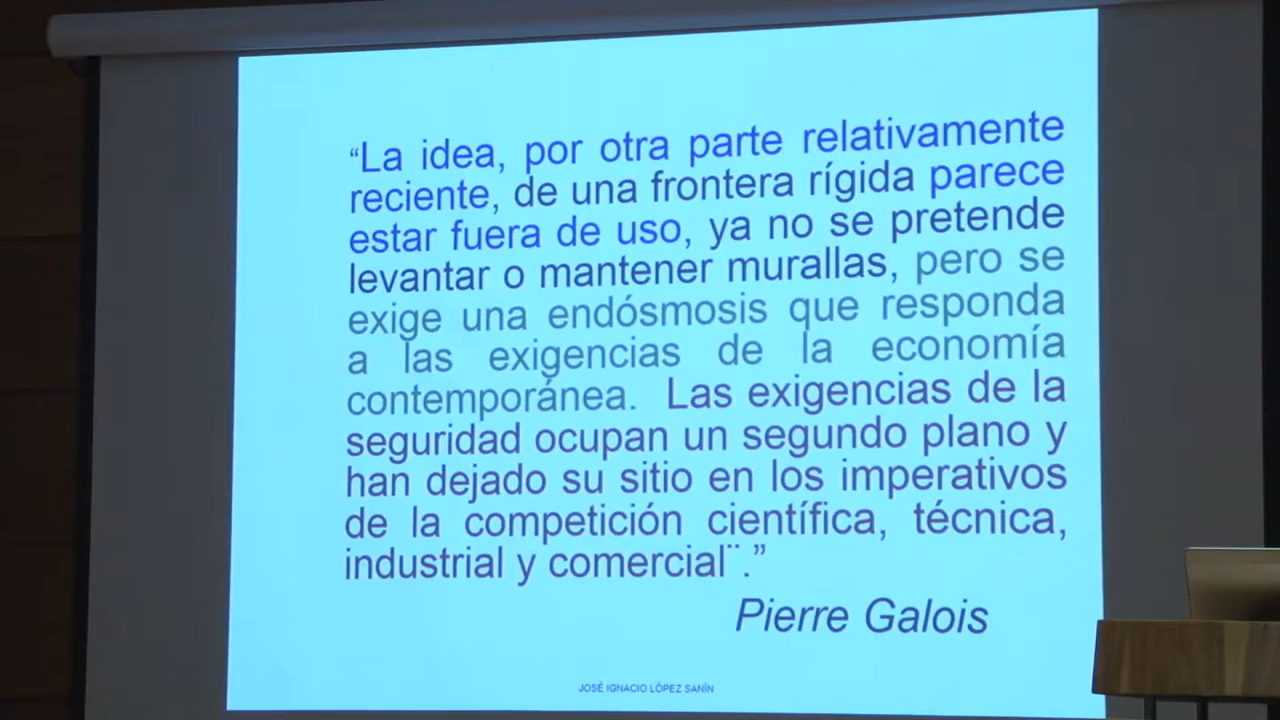 “La idea, por otra parte relativamente
reciente, de una frontera rígida parece
estar fuera de uso, ya no se pretende
levantar o mantener murallas, pero se
exige una endósmosis que responda
a las exigencias de la economía
contemporánea. Las exigencias de la
seguridad ocupan un segundo plano y
han dejado su sitio en los imperativos
de la competición científica, técnica,
industrial y comercial¨.”
Pierre Galois
JOSÉ IGNACIO LÓPEZ SANÍN